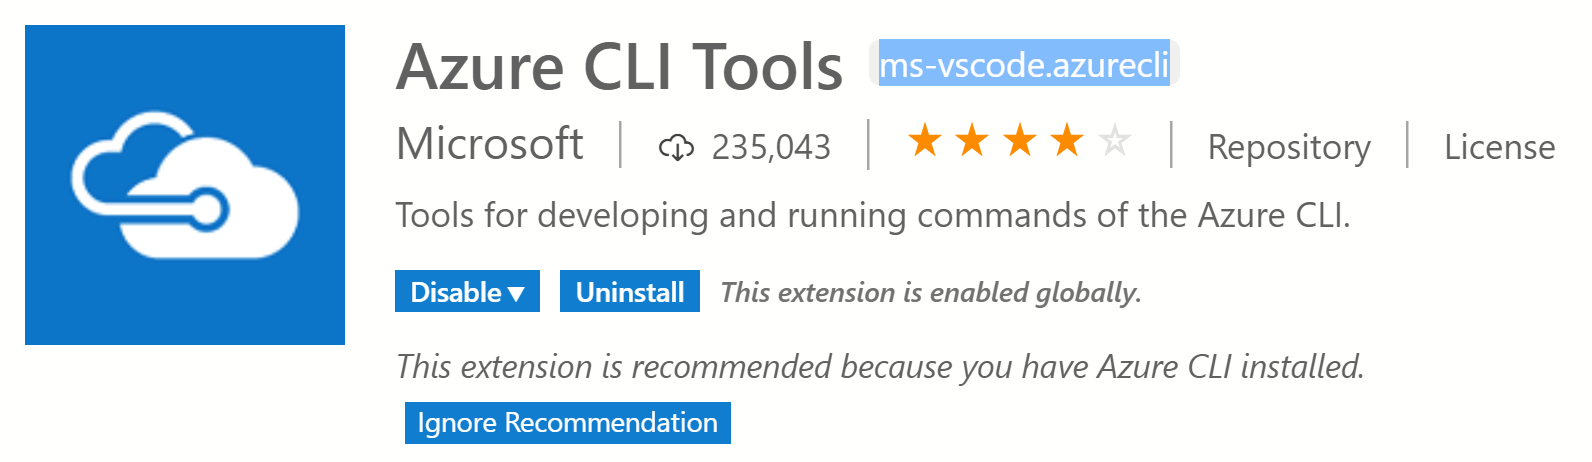 Azure CLI Tools ms-vscode.azurecli
Microsoft 235,043 Repository License
Tools for developing and running commands of the Azure CLI.
Disable Uninstall This extension is enabled globally.
This extension is recommended because you have Azure CLI installed.
Ignore Recommendation